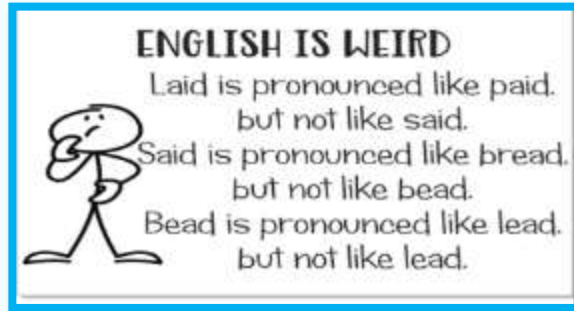 ENGLISH IS WEIRD
Laid is pronounced like paid.
but not like said.
Said is pronounced like bread.
but not like bead.
Bead is pronounced like lead.
but not like lead.